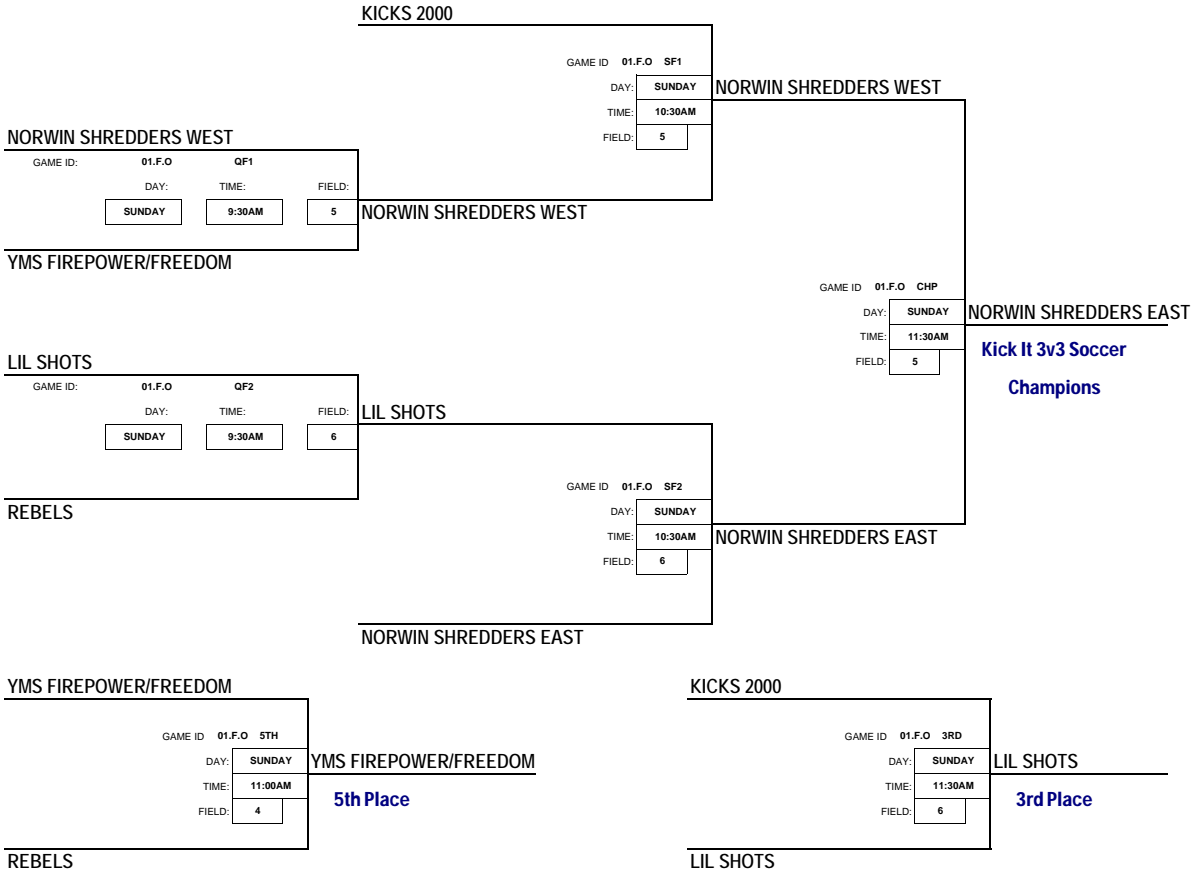 KICKS 2000
GAME ID 01.F.O SF1
DAY: SUNDAY
TIME: 10:30AM
FIELD: 5
NORWIN SHREDDERS WEST
NORWIN SHREDDERS WEST
GAME ID: 01.F.O QF1
DAY: TIME: FIELD:
SUNDAY 9:30AM 5
NORWIN SHREDDERS WEST
YMS FIREPOWER/FREEDOM
GAME ID 01.F.O CHP
DAY: SUNDAY
TIME: 11:30AM
FIELD: 5
NORWIN SHREDDERS EAST
Kick It 3v3 Soccer
Champions
LIL SHOTS
GAME ID: 01.F.O QF2
DAY: TIME: FIELD:
SUNDAY 9:30AM 6
LIL SHOTS
REBELS
GAME ID 01.F.O SF2
DAY: SUNDAY
TIME: 10:30AM
FIELD: 6
NORWIN SHREDDERS EAST
NORWIN SHREDDERS EAST
YMS FIREPOWER/FREEDOM
GAME ID 01.F.O 5TH
DAY: SUNDAY
TIME: 11:00AM
FIELD: 4
YMS FIREPOWER/FREEDOM
5th Place
REBELS
KICKS 2000
GAME ID 01.F.O 3RD
DAY: SUNDAY
TIME: 11:30AM
FIELD: 6
LIL SHOTS
3rd Place
LIL SHOTS